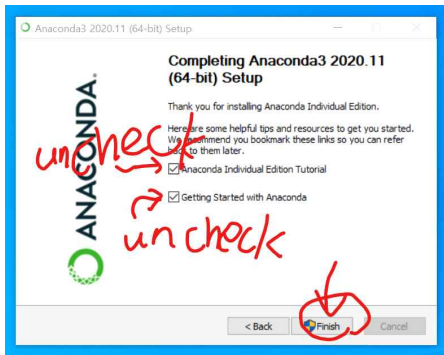 Anaconda3 2020.11 (64-bit) Setup
Completing Anaconda3 2020.11
(64-bit) Setup
Thank you for installing Anaconda Individual Edition.
Here are some helpful tips and resources to get you started.
We recommend you bookmark these links so you can refer
back to them later.
uncheck
Anaconda Individual Edition Tutorial
Getting Started with Anaconda
uncheck
ANACONDA.
< Back
Finish
Cancel